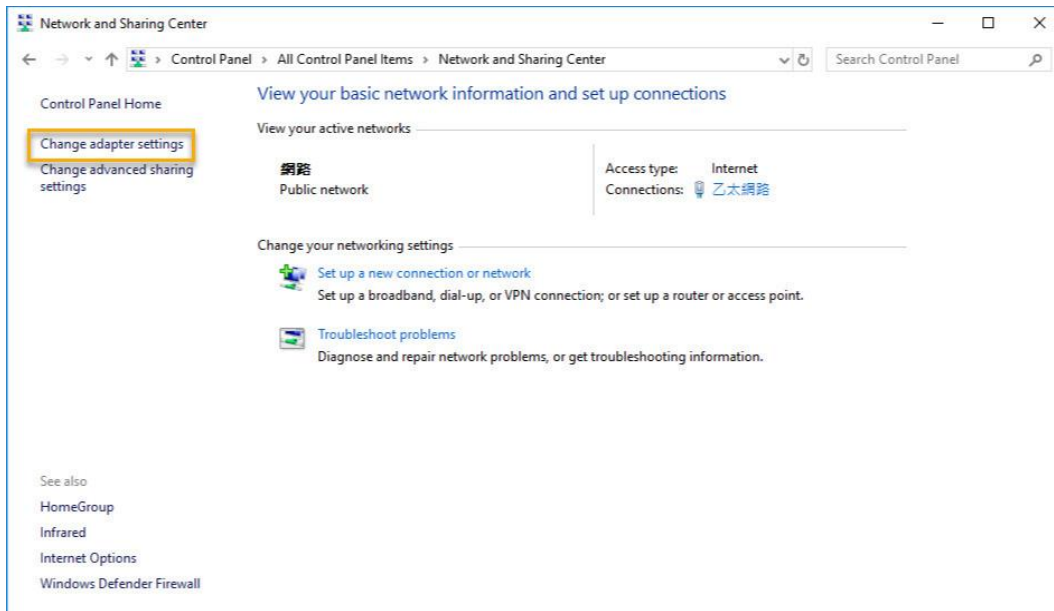 Network and Sharing Center
Control Panel > All Control Panel Items > Network and Sharing Center
Search Control Panel
Control Panel Home
Change adapter settings
Change advanced sharing
settings
View your basic network information and set up connections
View your active networks
網路
Public network
Access type: Internet
Connections: 乙太網路
Change your networking settings
Set up a new connection or network
Set up a broadband, dial-up, or VPN connection; or set up a router or access point.
Troubleshoot problems
Diagnose and repair network problems, or get troubleshooting information.
See also
HomeGroup
Infrared
Internet Options
Windows Defender Firewall